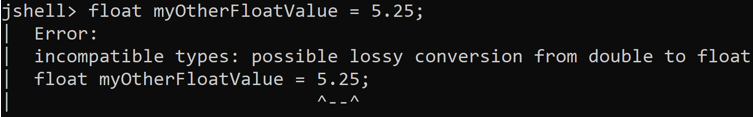 jshell> float myOtherFloatValue = 5.25;
|  Error:
|  incompatible types: possible lossy conversion from double to float
|  float myOtherFloatValue = 5.25;
|                            ^--^